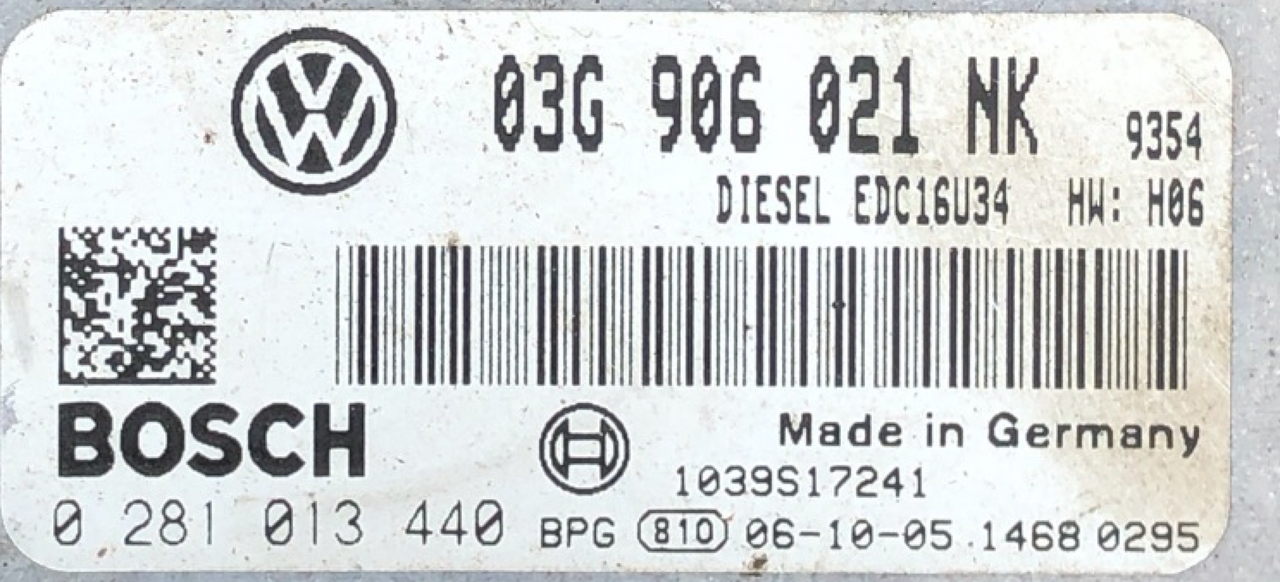 03G 906 021 NK 9354
DIESEL EDC16U34 HW: H06
BOSCH
Made in Germany
1039S17241
0 281 013 440 BPG 810 06-10-05 1468 0295